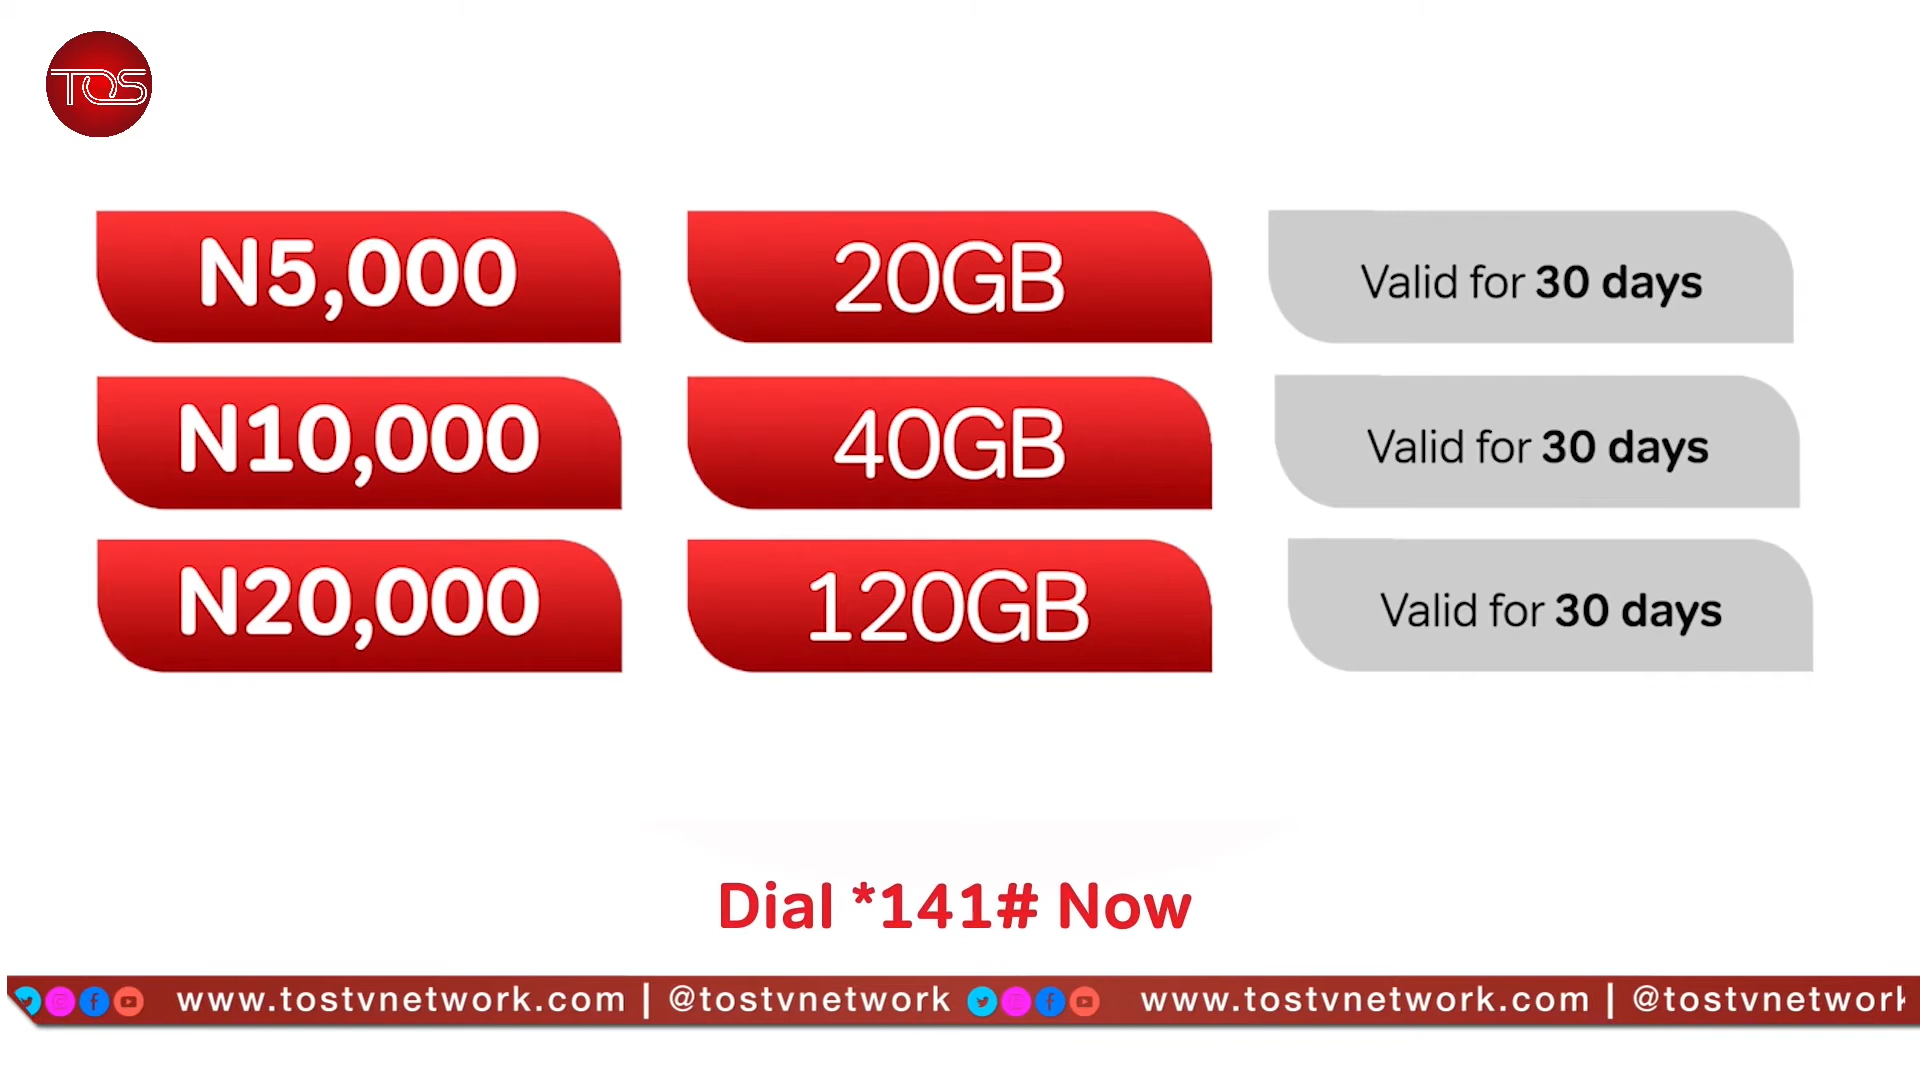 TOS
N5,000 20GB Valid for 30 days
N10,000 40GB Valid for 30 days
N20,000 120GB Valid for 30 days
Dial *141# Now
www.tostvnetwork.com | @tostvnetwork www.tostvnetwork.com | @tostvnetwork